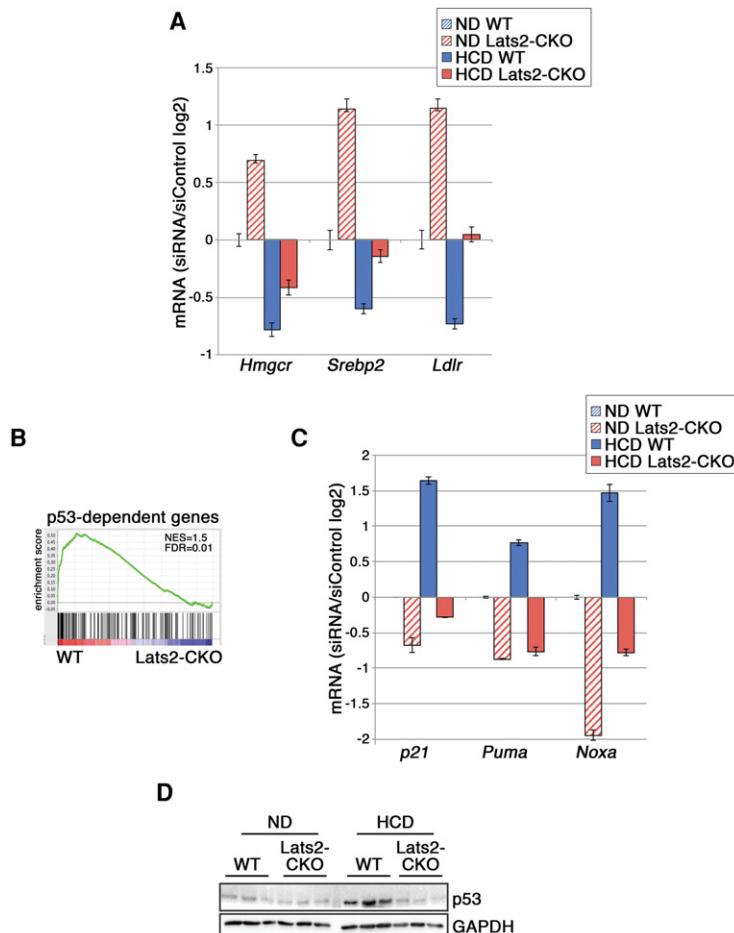 A
ND WT
ND Lats2-CKO
HCD WT
HCD Lats2-CKO
mRNA (siRNA/siControl log2)
1.5
1
0.5
0
-0.5
-1
Hmgcr Srebp2 Ldlr
B
p53-dependent genes
NES=1.5
FDR=0.01
enrichment score
WT Lats2-CKO
C
ND WT
ND Lats2-CKO
HCD WT
HCD Lats2-CKO
mRNA (siRNA/siControl log2)
2
1.5
1
0.5
0
-0.5
-1
-1.5
-2
p21 Puma Noxa
D
ND HCD
WT Lats2-CKO WT Lats2-CKO
p53
GAPDH